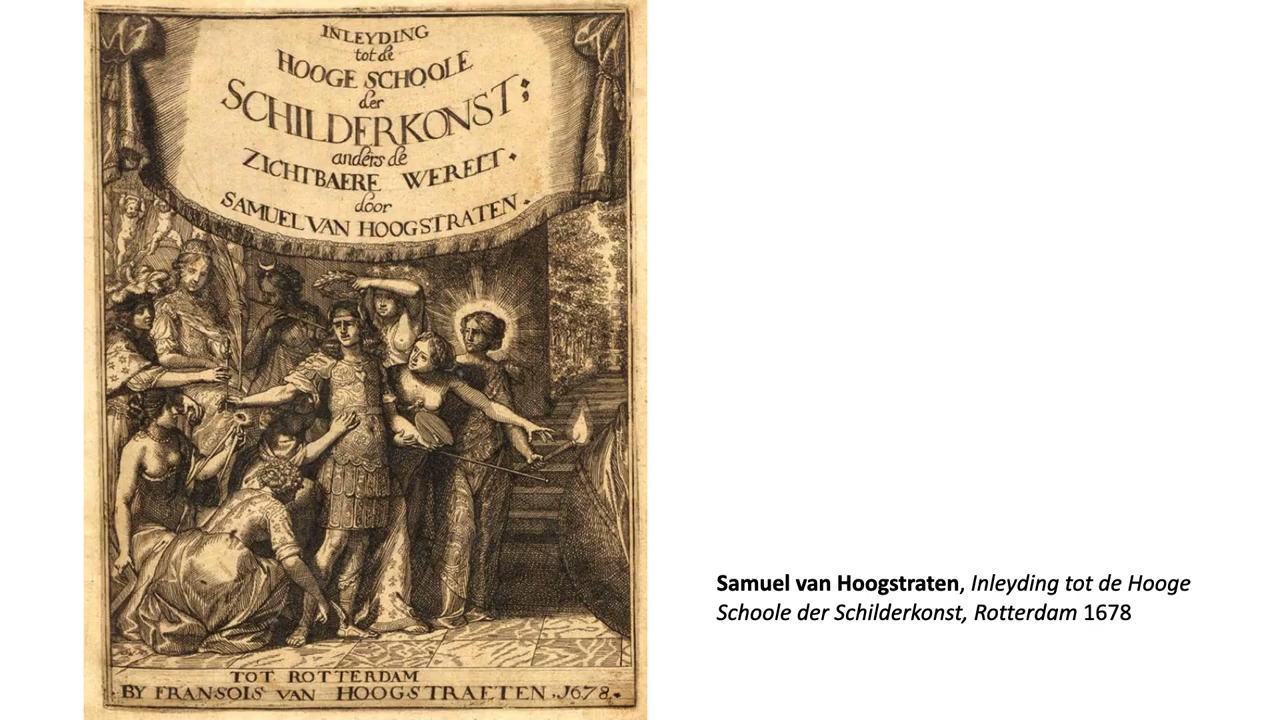 INLEYDING
tot de
HOOGE SCHOOLE
der
SCHILDERKONST:
anders de
ZICHTBAERE WERELT.
door
SAMUEL VAN HOOGSTRATEN.
TOT ROTTERDAM
BY FRANSOIS VAN HOOGSTRAETEN. 1678.
Samuel van Hoogstraten, Inleyding tot de Hooge
Schoole der Schilderkonst, Rotterdam 1678